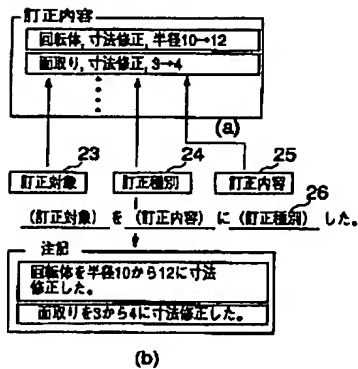 訂正内容
回転体, 寸法修正, 半径10→12
面取り, 寸法修正, 3→4
(a)
23
24
25
訂正対象
訂正種別
訂正内容
26
(訂正対象) を (訂正内容) に (訂正種別) した。
注記
回転体を半径10から12に寸法
修正した。
面取りを3から4に寸法修正した。
(b)